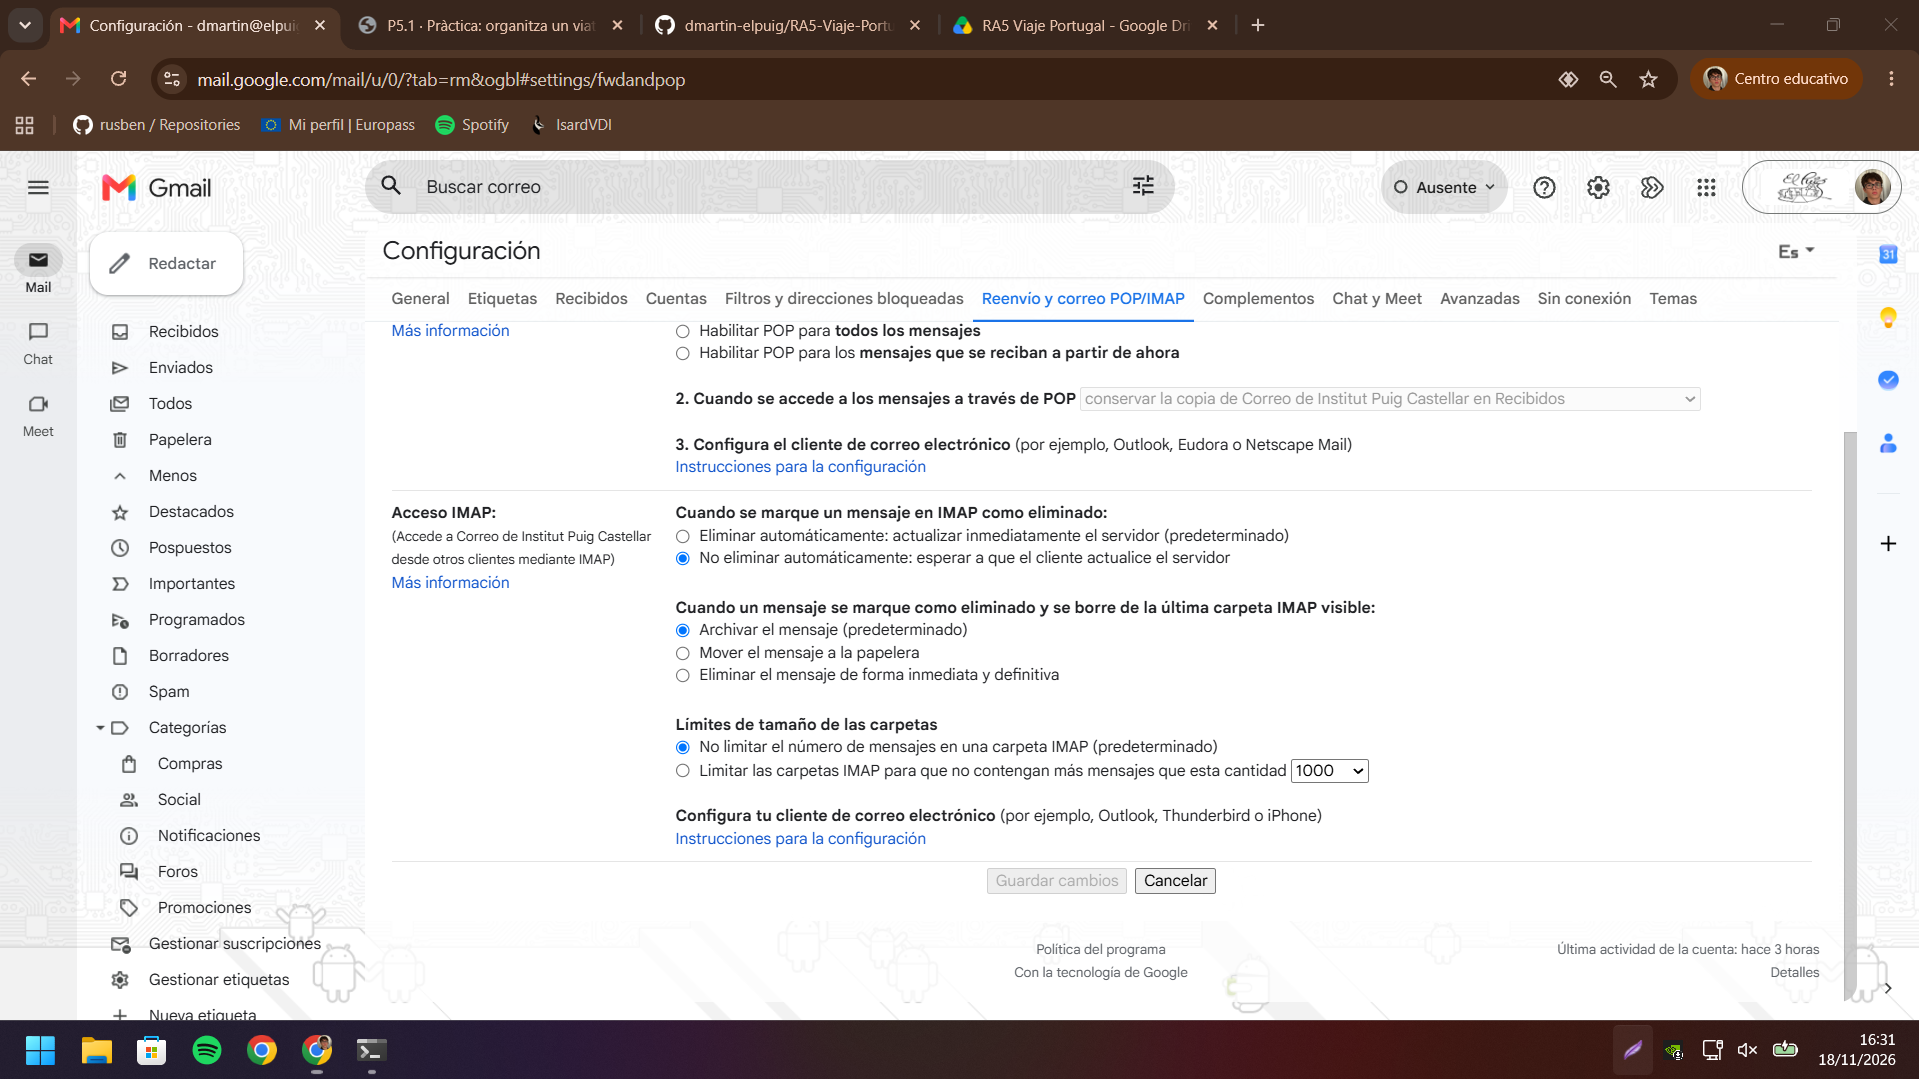 Configuración - dmartin@elpuig
P5.1 · Pràctica: organitza un viat
dmartin-elpuig/RA5-Viaje-Portu
RA5 Viaje Portugal - Google Dri
mail.google.com/mail/u/0/?tab=rm&ogbl#settings/fwdandpop
Centro educativo
rusben / Repositories
Mi perfil | Europass
Spotify
IsardVDI
Gmail
Buscar correo
Ausente
Redactar
Configuración
Es
Mail
Chat
Meet
General
Etiquetas
Recibidos
Cuentas
Filtros y direcciones bloqueadas
Reenvío y correo POP/IMAP
Complementos
Chat y Meet
Avanzadas
Sin conexión
Temas
Recibidos
Enviados
Todos
Papelera
Menos
Destacados
Pospuestos
Importantes
Programados
Borradores
Spam
Categorías
Compras
Social
Notificaciones
Foros
Promociones
Gestionar suscripciones
Gestionar etiquetas
Nueva etiqueta
Más información
Habilitar POP para todos los mensajes
Habilitar POP para los mensajes que se reciban a partir de ahora
2. Cuando se accede a los mensajes a través de POP conservar la copia de Correo de Institut Puig Castellar en Recibidos
3. Configura el cliente de correo electrónico (por ejemplo, Outlook, Eudora o Netscape Mail)
Instrucciones para la configuración
Acceso IMAP:
(Accede a Correo de Institut Puig Castellar
desde otros clientes mediante IMAP)
Más información
Cuando se marque un mensaje en IMAP como eliminado:
Eliminar automáticamente: actualizar inmediatamente el servidor (predeterminado)
No eliminar automáticamente: esperar a que el cliente actualice el servidor
Cuando un mensaje se marque como eliminado y se borre de la última carpeta IMAP visible:
Archivar el mensaje (predeterminado)
Mover el mensaje a la papelera
Eliminar el mensaje de forma inmediata y definitiva
Límites de tamaño de las carpetas
No limitar el número de mensajes en una carpeta IMAP (predeterminado)
Limitar las carpetas IMAP para que no contengan más mensajes que esta cantidad 1000
Configura tu cliente de correo electrónico (por ejemplo, Outlook, Thunderbird o iPhone)
Instrucciones para la configuración
Guardar cambios
Cancelar
Política del programa
Con la tecnología de Google
Última actividad de la cuenta: hace 3 horas
Detalles
31
16:31
18/11/2026